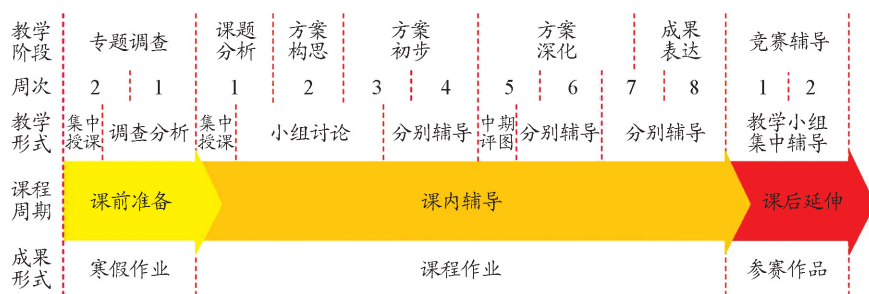 教学阶段 专题调查 课题分析 方案构思 方案初步 方案深化 成果表达 竞赛辅导
周次 2 1 1 2 3 4 5 6 7 8 1 2
教学形式 集中授课 调查分析 集中授课 小组讨论 分别辅导 中期评图 分别辅导 分别辅导 教学小组集中辅导
课程周期 课前准备 课内辅导 课后延伸
成果形式 寒假作业 课程作业 参赛作品